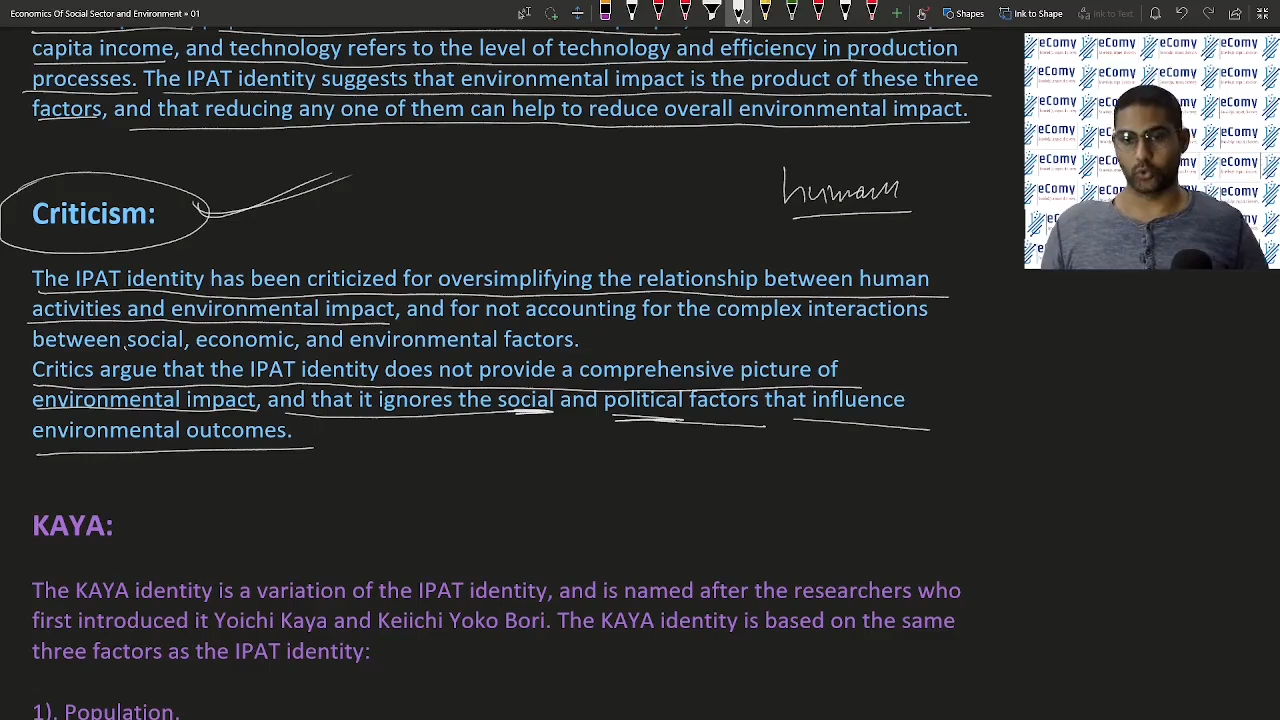 Economics Of Social Sector and Environment » 01
Shapes
Ink to Shape
Ink to Text
capita income, and technology refers to the level of technology and efficiency in production
processes. The IPAT identity suggests that environmental impact is the product of these three
factors, and that reducing any one of them can help to reduce overall environmental impact.
human
Criticism:
The IPAT identity has been criticized for oversimplifying the relationship between human
activities and environmental impact, and for not accounting for the complex interactions
between social, economic, and environmental factors.
Critics argue that the IPAT identity does not provide a comprehensive picture of
environmental impact, and that it ignores the social and political factors that influence
environmental outcomes.
KAYA:
The KAYA identity is a variation of the IPAT identity, and is named after the researchers who
first introduced it Yoichi Kaya and Keiichi Yoko Bori. The KAYA identity is based on the same
three factors as the IPAT identity:
1). Population.
eComy